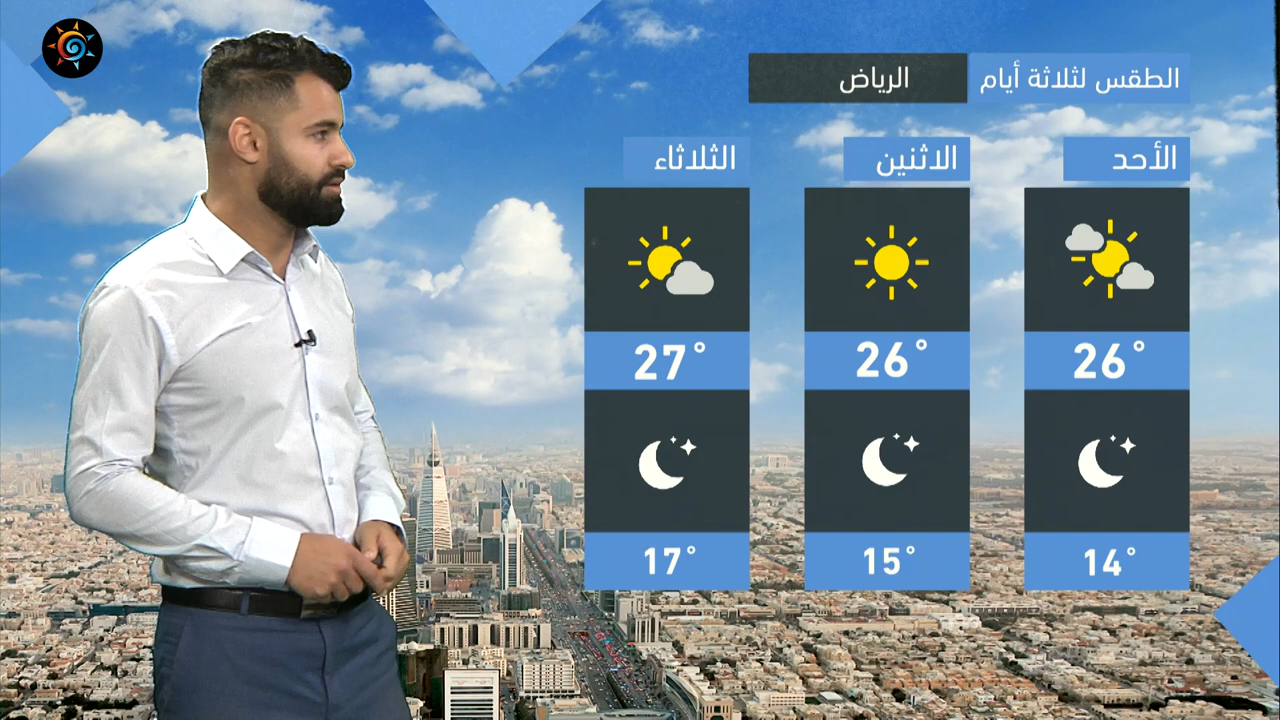 الطقس لثلاثة أيام
الرياض
الأحد
الاثنين
الثلاثاء
26°
26°
27°
14°
15°
17°